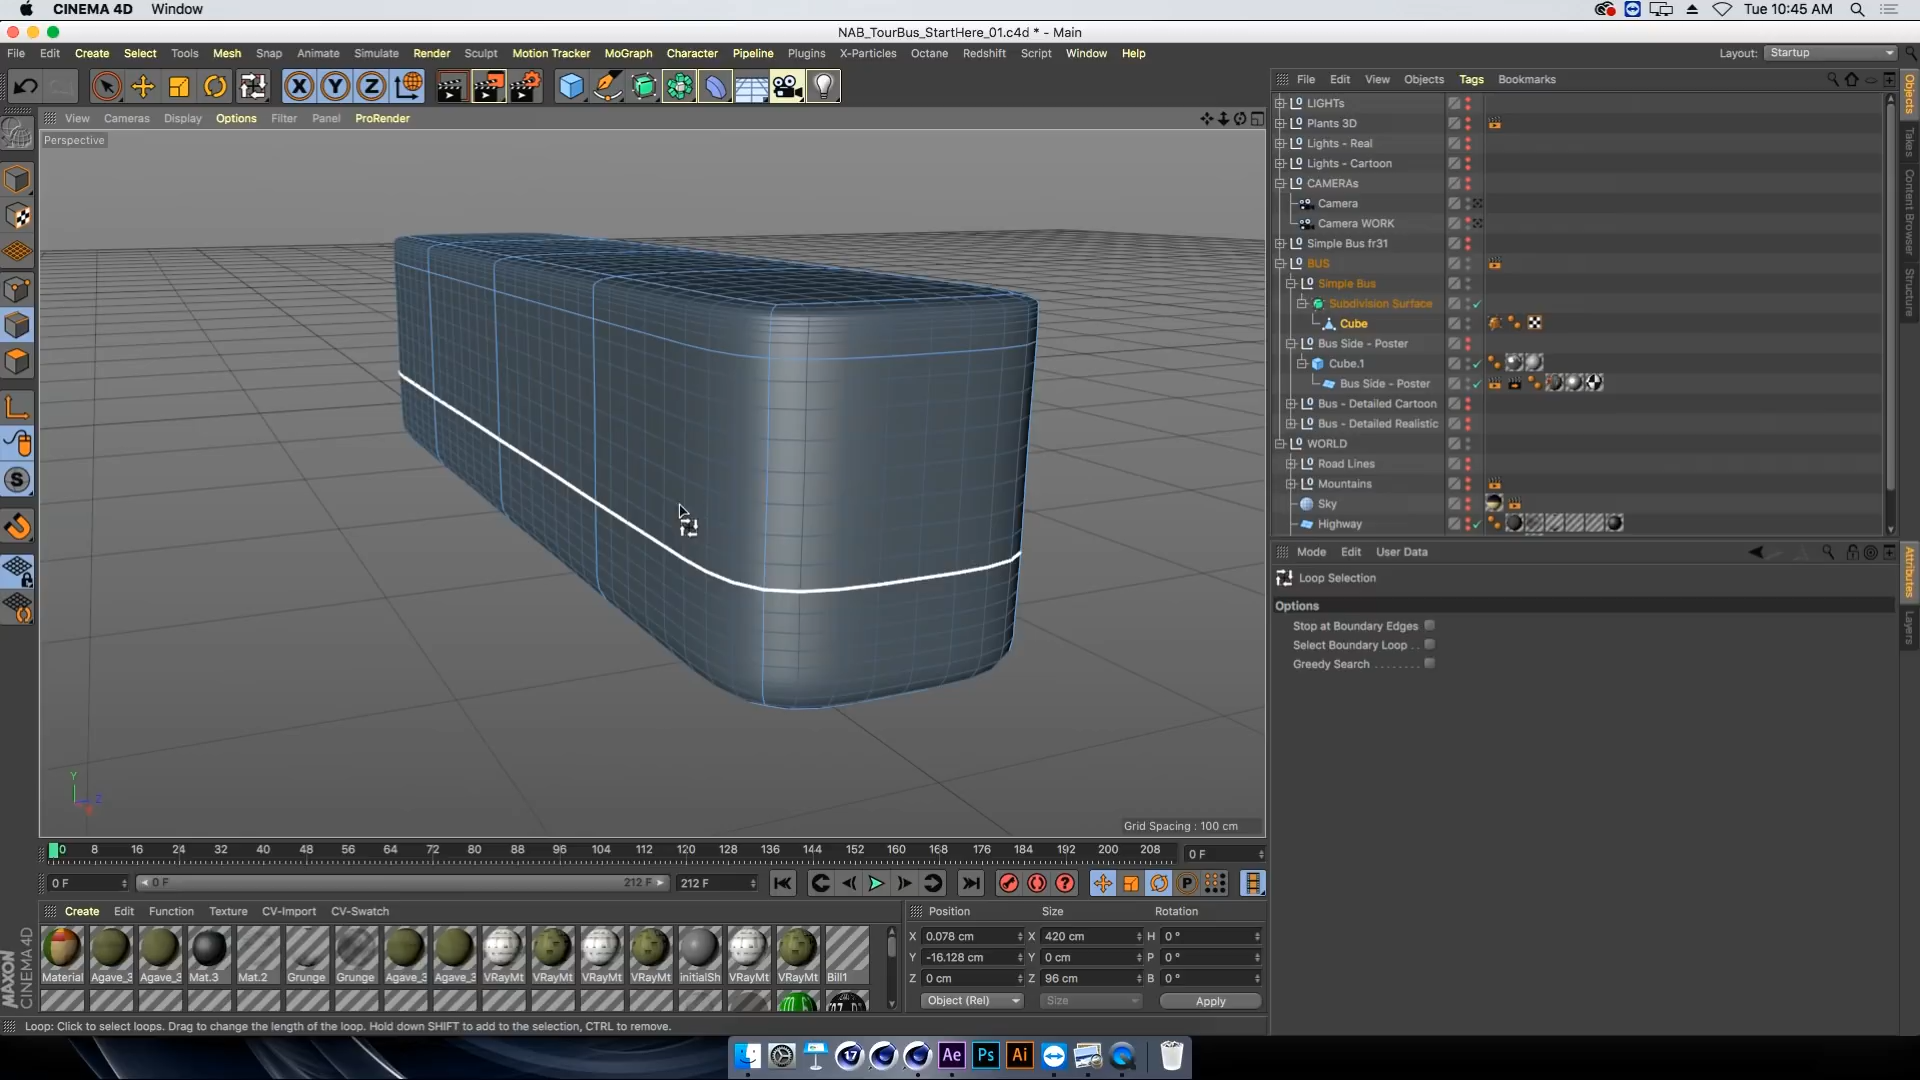 CINEMA 4D Window
Tue 10:45 AM
NAB_TourBus_StartHere_01.c4d * - Main
File Edit Create Select Tools Mesh Snap Animate Simulate Render Sculpt Motion Tracker MoGraph Character Pipeline Plugins X-Particles Octane Redshift Script Window Help
Layout: Startup
X Y Z
File Edit View Objects Tags Bookmarks
View Cameras Display Options Filter Panel ProRender
Perspective
LIGHTs
Plants 3D
Lights - Real
Lights - Cartoon
CAMERAs
Camera
Camera WORK
Simple Bus fr31
BUS
Simple Bus
Subdivision Surface
Cube
Bus Side - Poster
Cube.1
Bus Side - Poster
Bus - Detailed Cartoon
Bus - Detailed Realistic
WORLD
Road Lines
Mountains
Sky
Highway
Objects
Takes
Content Browser
Structure
Mode Edit User Data
Loop Selection
Options
Stop at Boundary Edges
Select Boundary Loop . .
Greedy Search . . . . . . . .
Attributes
Layers
Y
Z
Grid Spacing : 100 cm
0 8 16 24 32 40 48 56 64 72 80 88 96 104 112 120 128 136 144 152 160 168 176 184 192 200 208
0 F
0 F 0 F 212 F 212 F
Create Edit Function Texture CV-Import CV-Swatch
Position Size Rotation
X 0.078 cm X 420 cm H 0 °
Y -16.128 cm Y 0 cm P 0 °
Z 0 cm Z 96 cm B 0 °
Object (Rel) Size Apply
Material Agave_3 Agave_3 Mat.3 Mat.2 Grunge Grunge Agave_3 Agave_3 VRayMt VRayMt VRayMt VRayMt initialSh VRayMt VRayMt Bill1
MAXON CINEMA4D
Loop: Click to select loops. Drag to change the length of the loop. Hold down SHIFT to add to the selection, CTRL to remove.
17 Ae Ps Ai